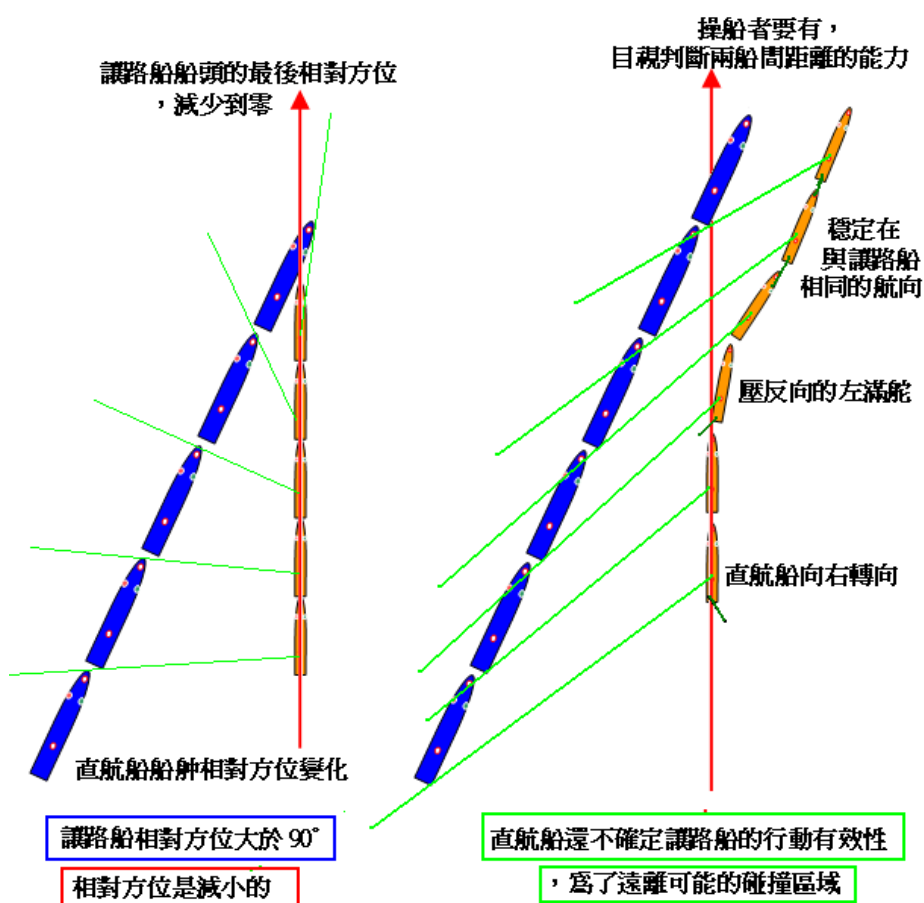 讓路船船頭的最後相對方位
，減少到零
直航船船舯相對方位變化
讓路船相對方位大於 90°
相對方位是減小的
操船者要有，
目視判斷兩船間距離的能力
穩定在
與讓路船
相同的航向
壓反向的左滿舵
直航船向右轉向
直航船還不確定讓路船的行動有效性
，為了遠離可能的碰撞區域